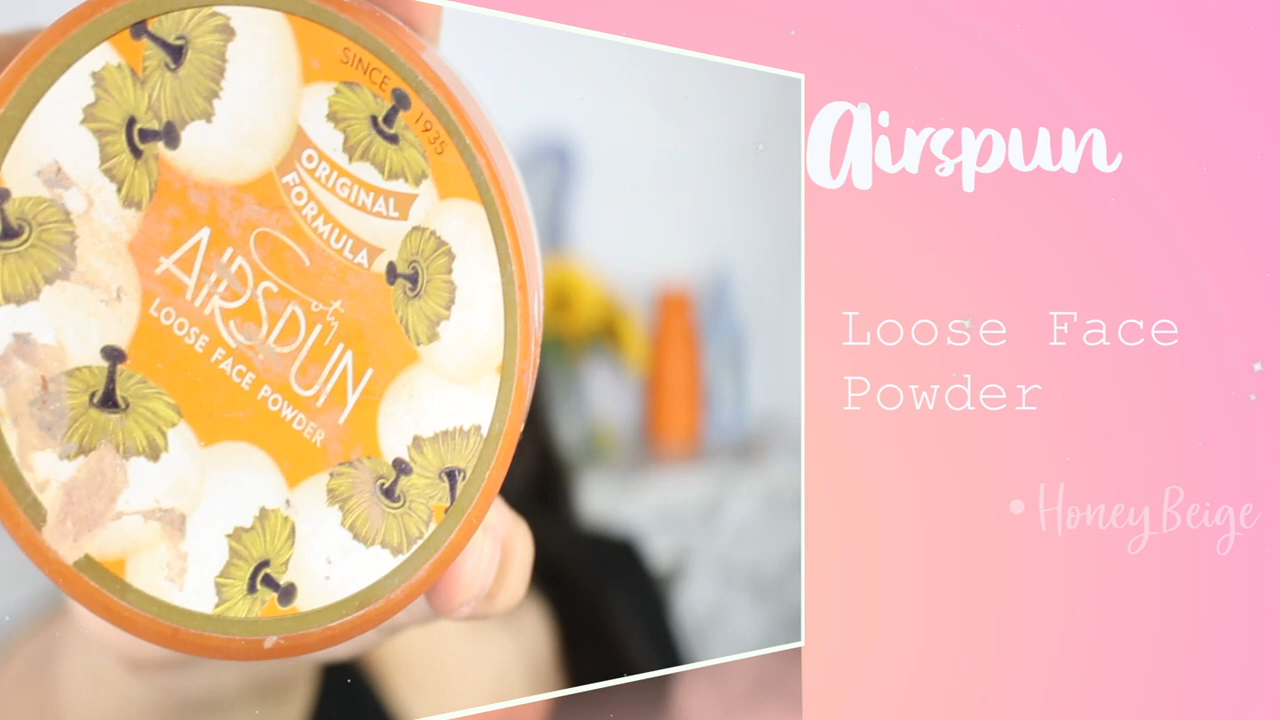 SINCE 1935
ORIGINAL
FORMULA
Coty
AIRSPUN
LOOSE FACE POWDER
Airspun
Loose Face
Powder
• Honey Beige